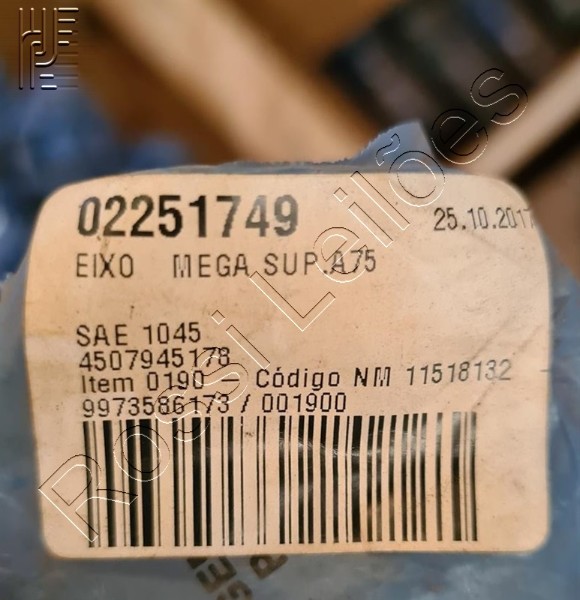 02251749 25.10.2017
EIXO MEGA SUP.A75
SAE 1045
4507945178
Item 0190 – Código NM 11518132
9973586173 / 001900
Rossi Leilões